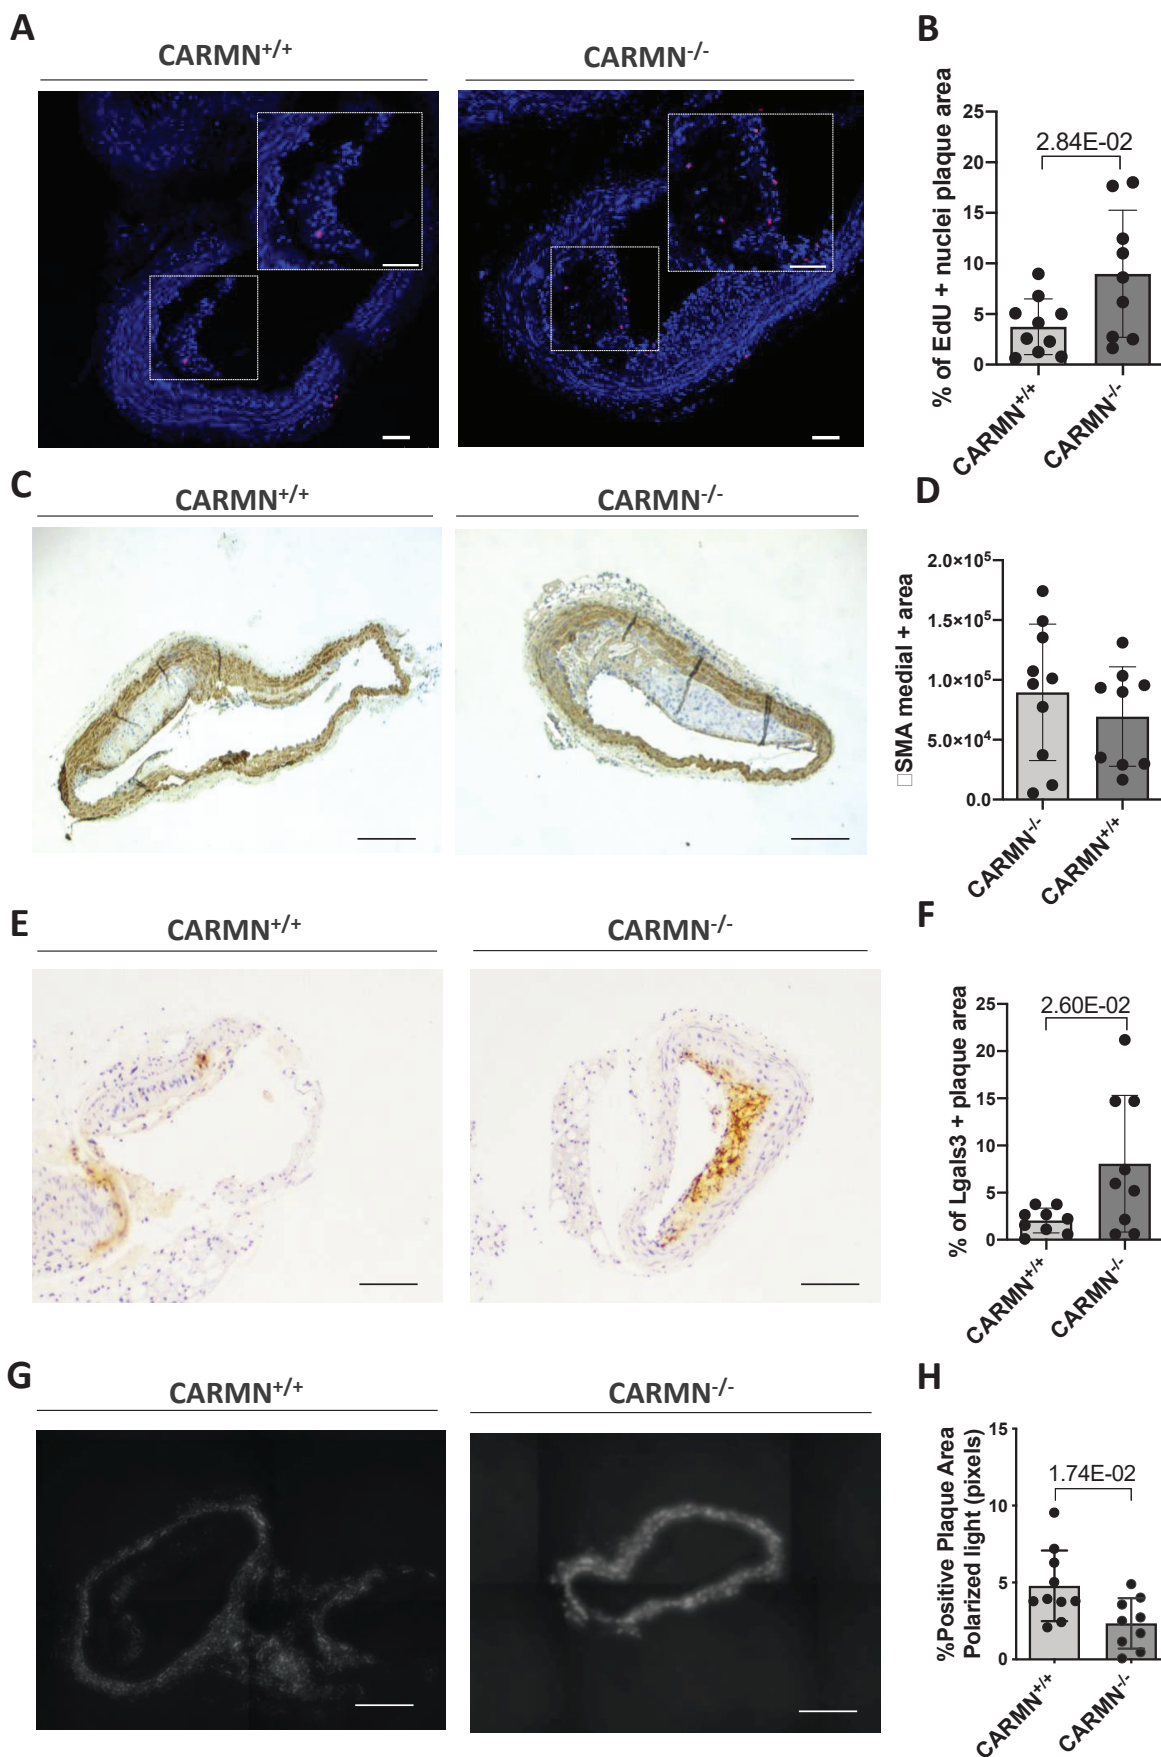 A
CARMN+/+
CARMN-/-
B
% of EdU + nuclei plaque area
25
20
15
10
5
0
2.84E-02
CARMN+/+
CARMN-/-
C
CARMN+/+
CARMN-/-
D
□SMA medial + area
2.0×10⁵
1.5×10⁵
1.0×10⁵
5.0×10⁴
0.0
CARMN-/-
CARMN+/+
E
CARMN+/+
CARMN-/-
F
% of Lgals3 + plaque area
25
20
15
10
5
0
2.60E-02
CARMN+/+
CARMN-/-
G
CARMN+/+
CARMN-/-
H
%Positive Plaque Area
Polarized light (pixels)
15
10
5
0
1.74E-02
CARMN+/+
CARMN-/-